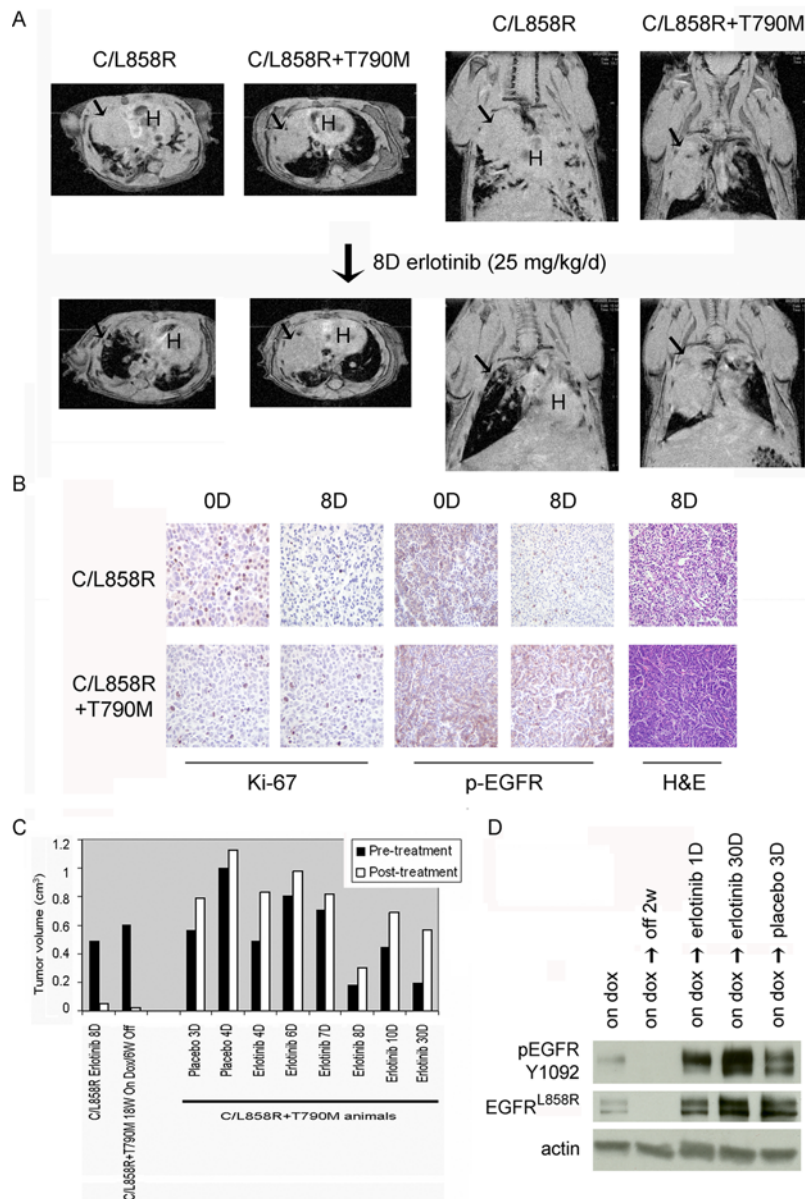 A
C/L858R
C/L858R+T790M
C/L858R
C/L858R+T790M
H
H
H
8D erlotinib (25 mg/kg/d)
H
H
H
B
0D
8D
0D
8D
8D
C/L858R
C/L858R
+T790M
Ki-67
p-EGFR
H&E
C
Tumor volume (cm³)
1.2
1
0.8
0.6
0.4
0.2
0
Pre-treatment
Post-treatment
C/L858R Erlotinib 8D
C/L858R+T790M 18W On Dox/6W Off
Placebo 3D
Placebo 4D
Erlotinib 4D
Erlotinib 6D
Erlotinib 7D
Erlotinib 8D
Erlotinib 10D
Erlotinib 30D
C/L858R+T790M animals
D
on dox
on dox → off 2w
on dox → erlotinib 1D
on dox → erlotinib 30D
on dox → placebo 3D
pEGFR
Y1092
EGFR^L858R
actin